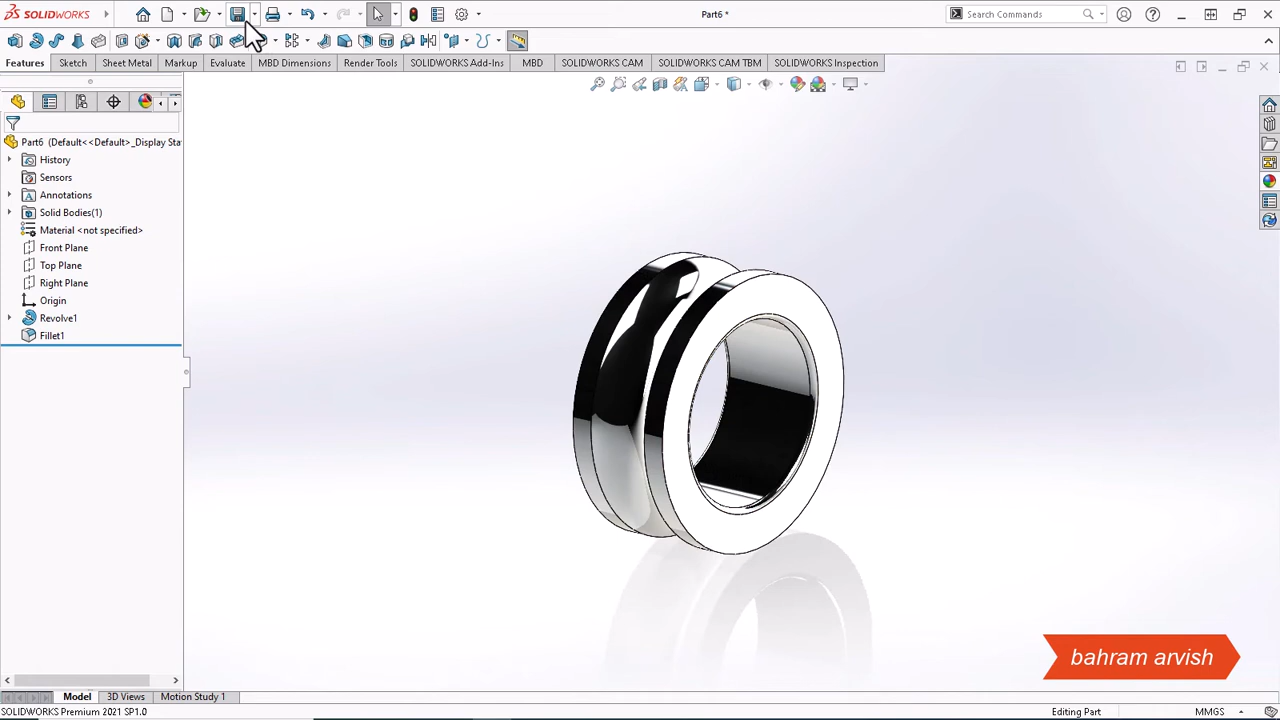 SOLIDWORKS
Part6 *
Search Commands
Features
Sketch
Sheet Metal
Markup
Evaluate
MBD Dimensions
Render Tools
SOLIDWORKS Add-Ins
MBD
SOLIDWORKS CAM
SOLIDWORKS CAM TBM
SOLIDWORKS Inspection
Part6 (Default<<Default>_Display Sta
History
Sensors
Annotations
Solid Bodies(1)
Material <not specified>
Front Plane
Top Plane
Right Plane
Origin
Revolve1
Fillet1
bahram arvish
Model
3D Views
Motion Study 1
SOLIDWORKS Premium 2021 SP1.0
Editing Part
MMGS